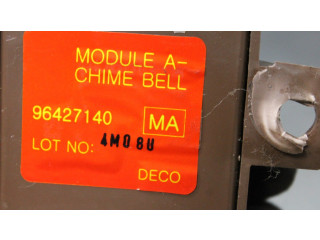 MODULE A-
CHIME BELL
96427140 MA
LOT NO: 4M08U
DECO